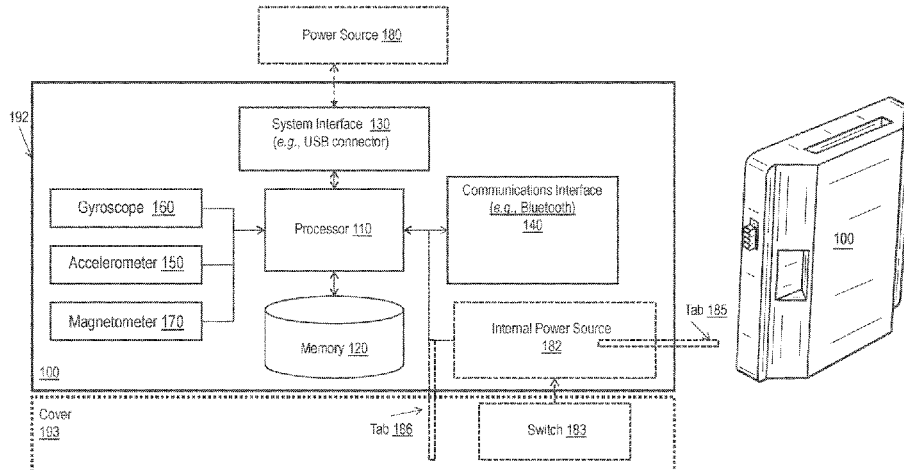 Power Source 180
192
System Interface 130
(e.g., USB connector)
Communications Interface
(e.g., Bluetooth)
140
Gyroscope 160
Processor 110
100
Accelerometer 150
Tab 185
Magnetometer 170
Internal Power Source
182
Memory 120
100
Cover
193
Tab 186
Switch 183